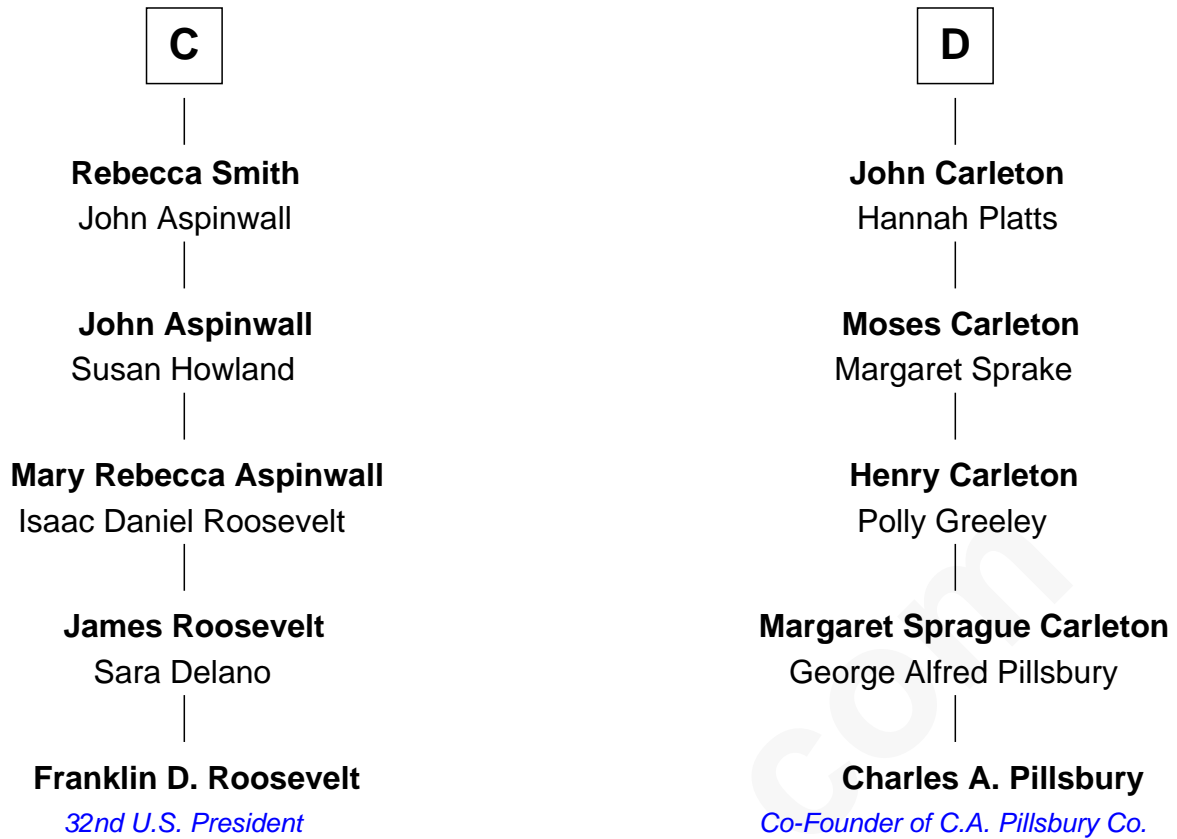 C
Rebecca Smith
John Aspinwall
John Aspinwall
Susan Howland
Mary Rebecca Aspinwall
Isaac Daniel Roosevelt
James Roosevelt
Sara Delano
Franklin D. Roosevelt
32nd U.S. President
D
John Carleton
Hannah Platts
Moses Carleton
Margaret Sprake
Henry Carleton
Polly Greeley
Margaret Sprague Carleton
George Alfred Pillsbury
Charles A. Pillsbury
Co-Founder of C.A. Pillsbury Co.
com